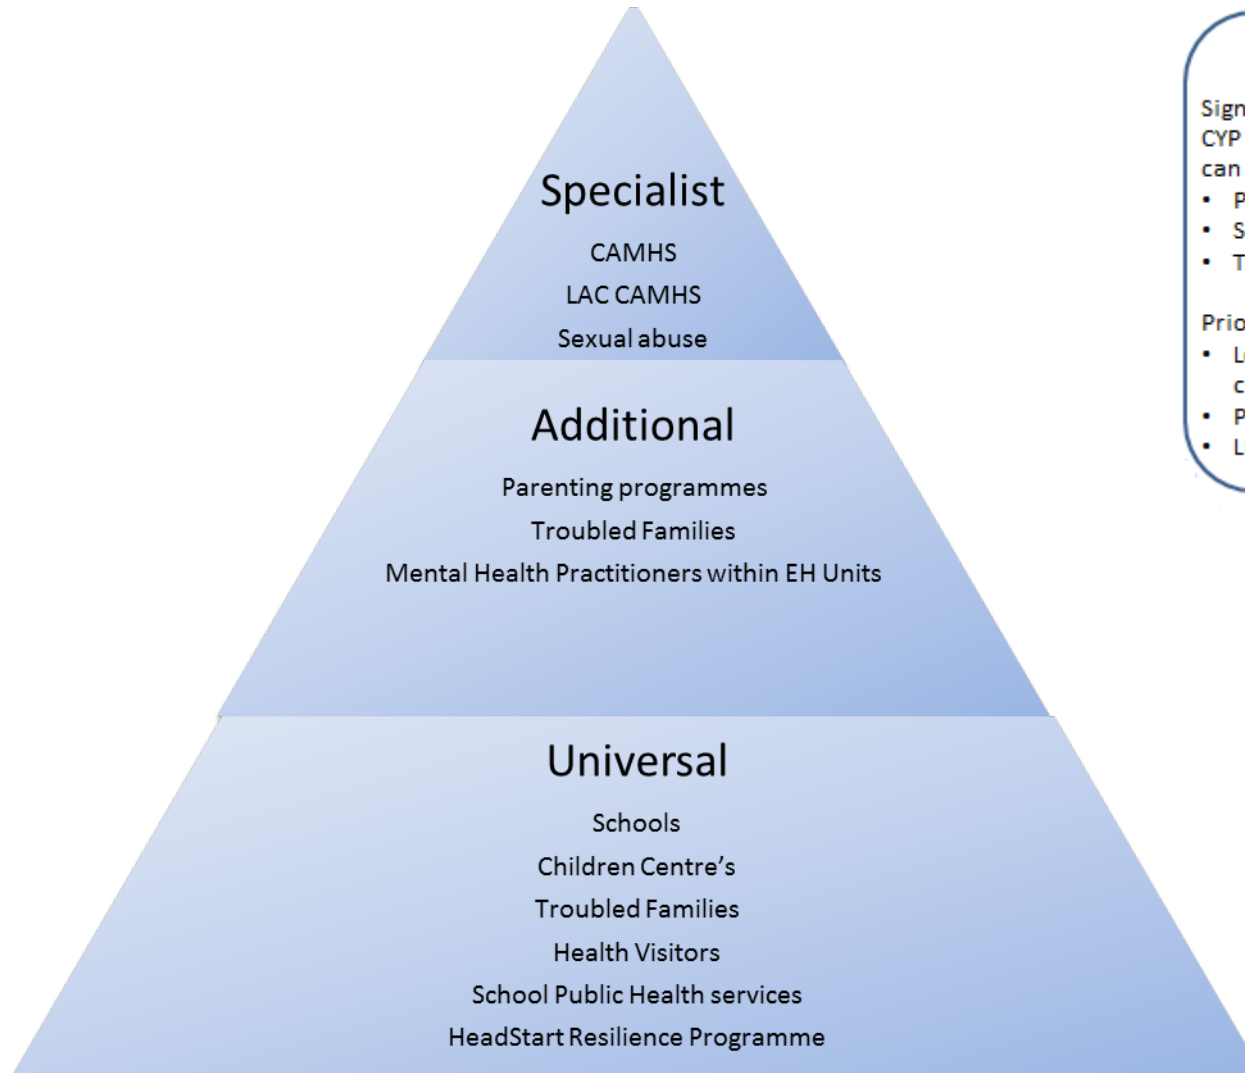 Specialist
CAMHS
LAC CAMHS
Sexual abuse
Additional
Parenting programmes
Troubled Families
Mental Health Practitioners within EH Units
Universal
Schools
Children Centre's
Troubled Families
Health Visitors
School Public Health services
HeadStart Resilience Programme
CYP
can